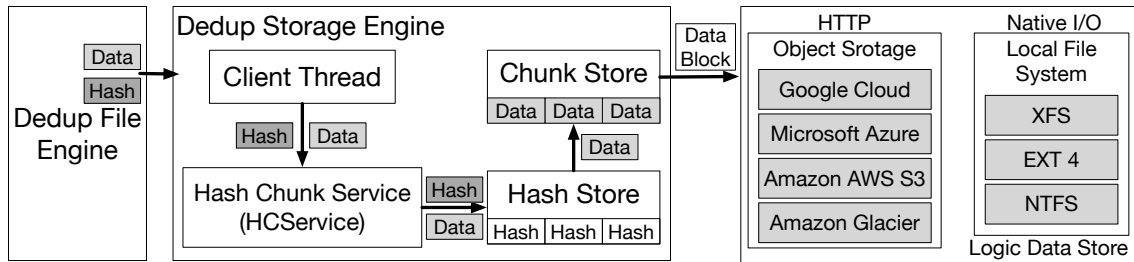 Data
Hash
Dedup File
Engine
Dedup Storage Engine
Client Thread
Hash
Data
Hash Chunk Service
(HCService)
Hash
Data
Chunk Store
Data Data Data
Data
Hash Store
Hash Hash Hash
Data
Block
HTTP
Object Srotage
Google Cloud
Microsoft Azure
Amazon AWS S3
Amazon Glacier
Native I/O
Local File
System
XFS
EXT 4
NTFS
Logic Data Store